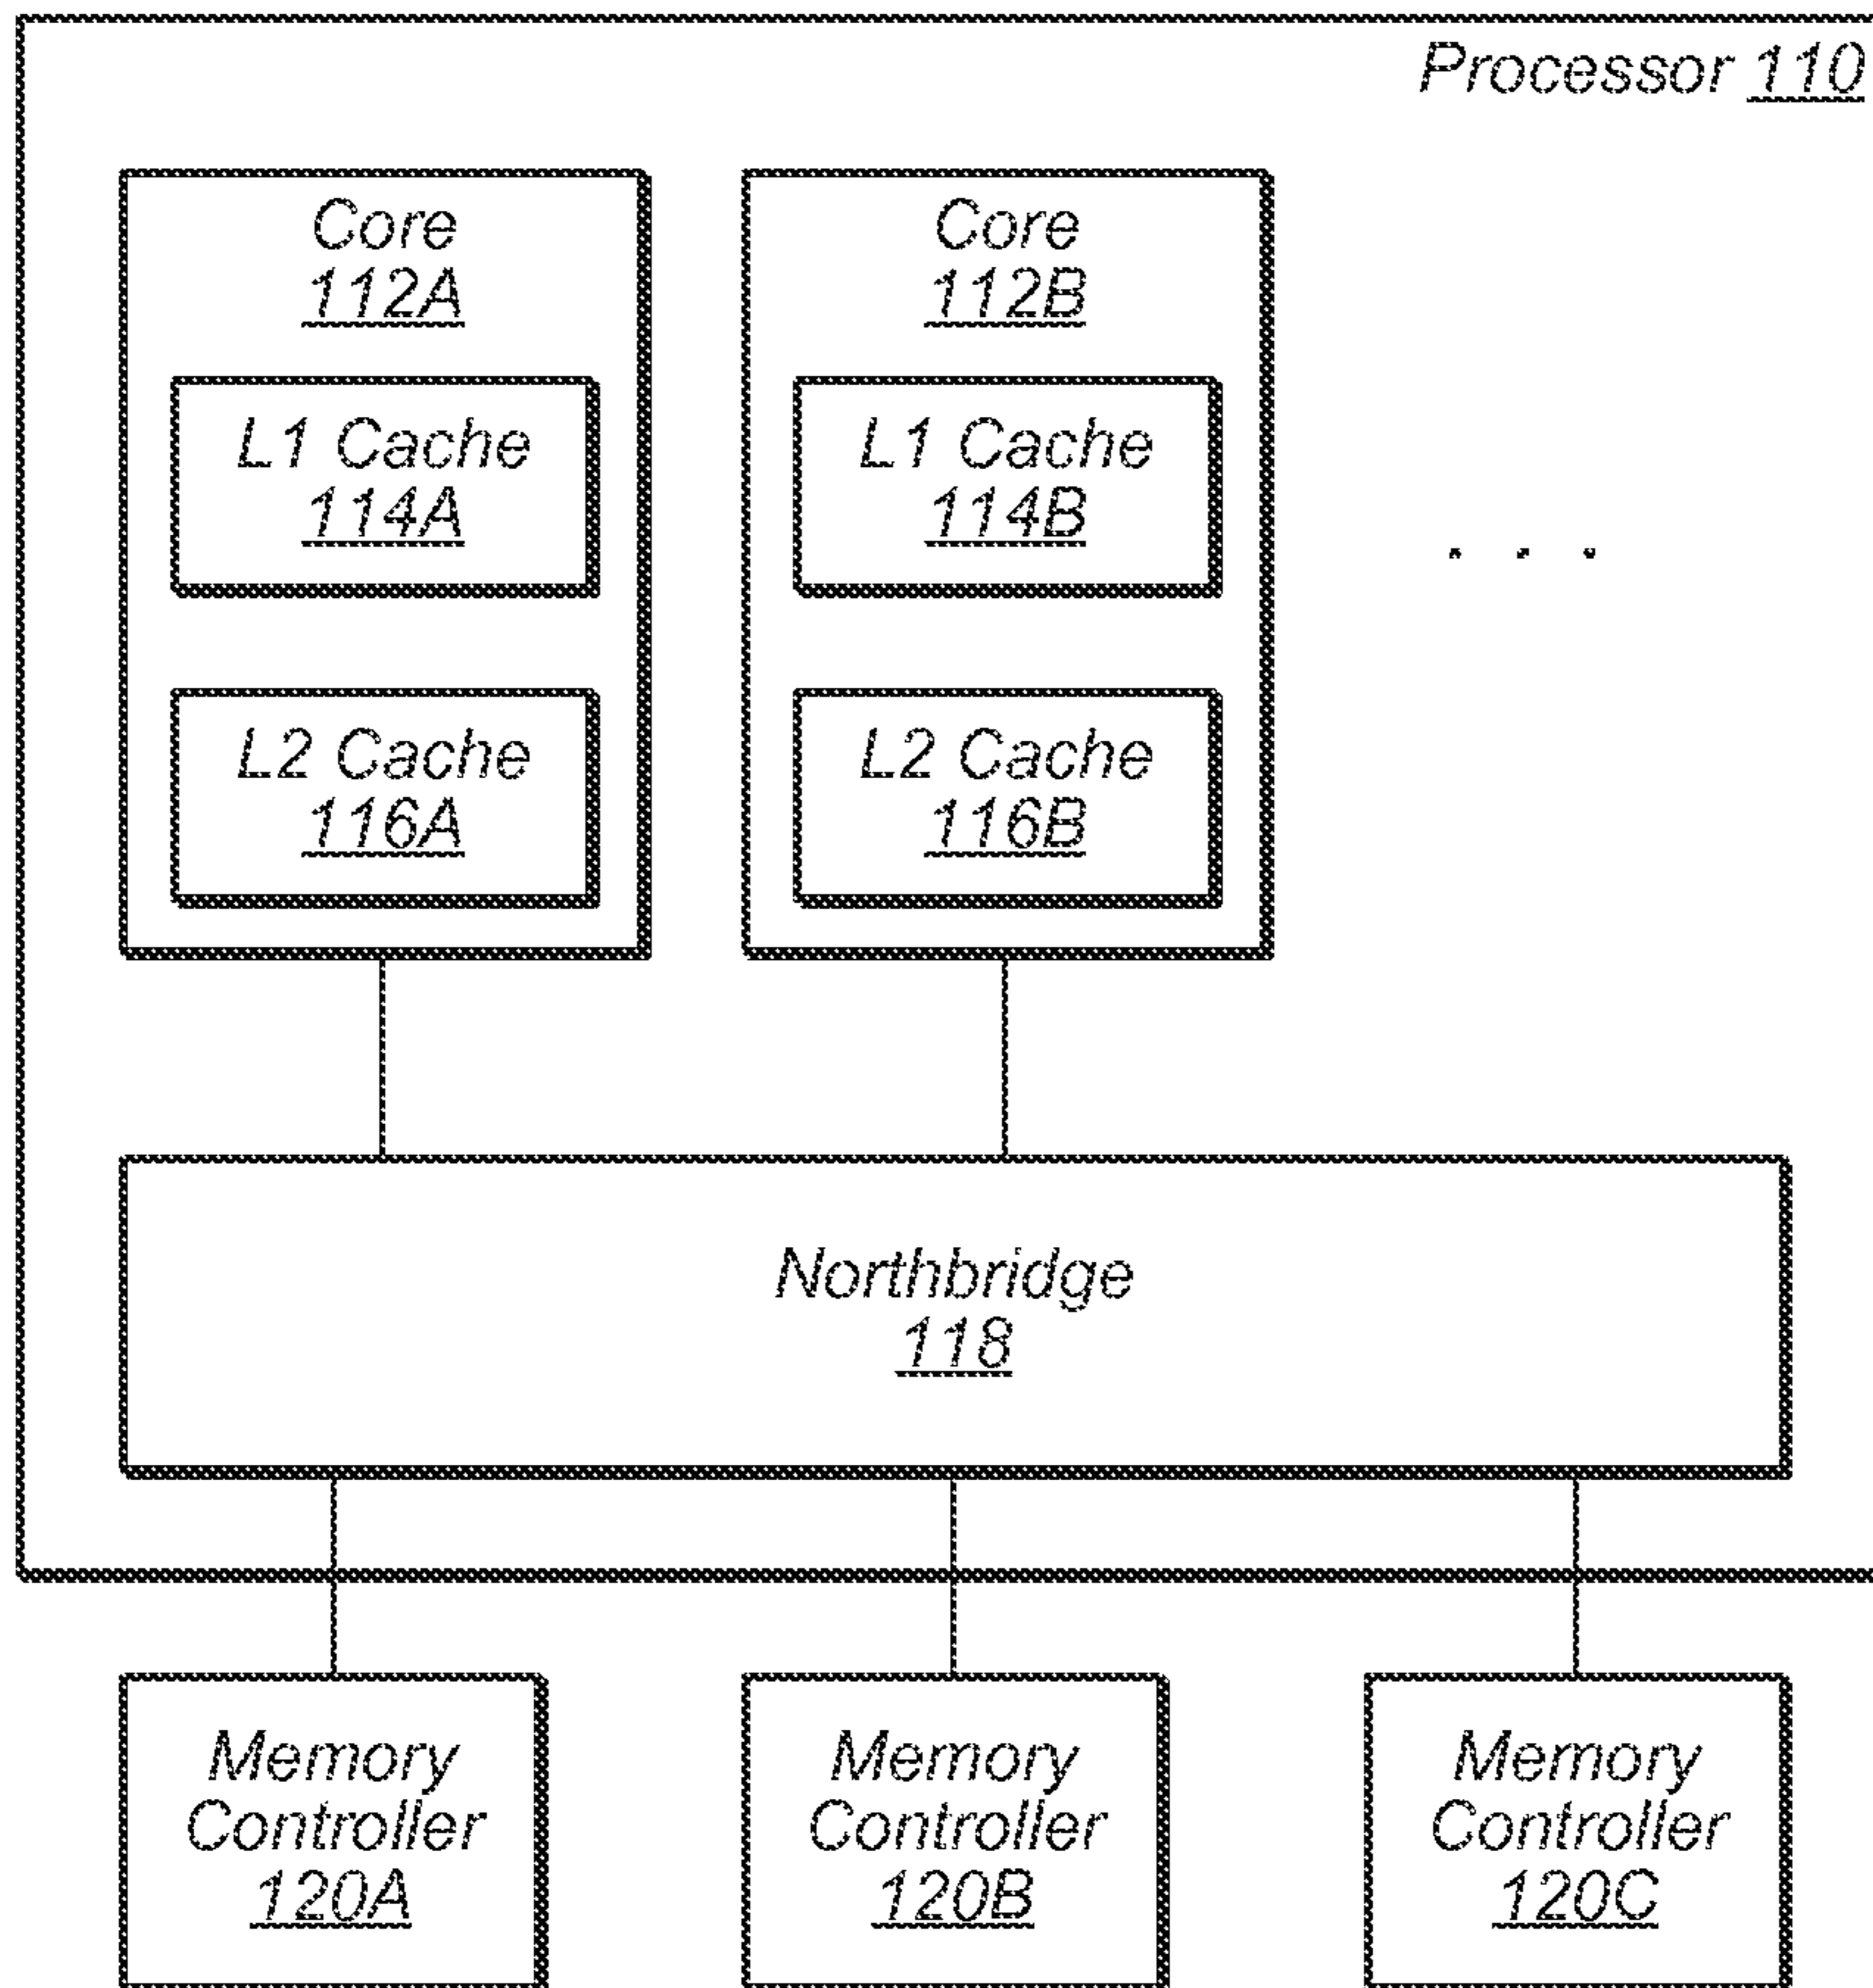 Processor 110
Core
112A
L1 Cache
114A
L2 Cache
116A
Core
112B
L1 Cache
114B
L2 Cache
116B
. . .
Northbridge
118
Memory
Controller
120A
Memory
Controller
120B
Memory
Controller
120C